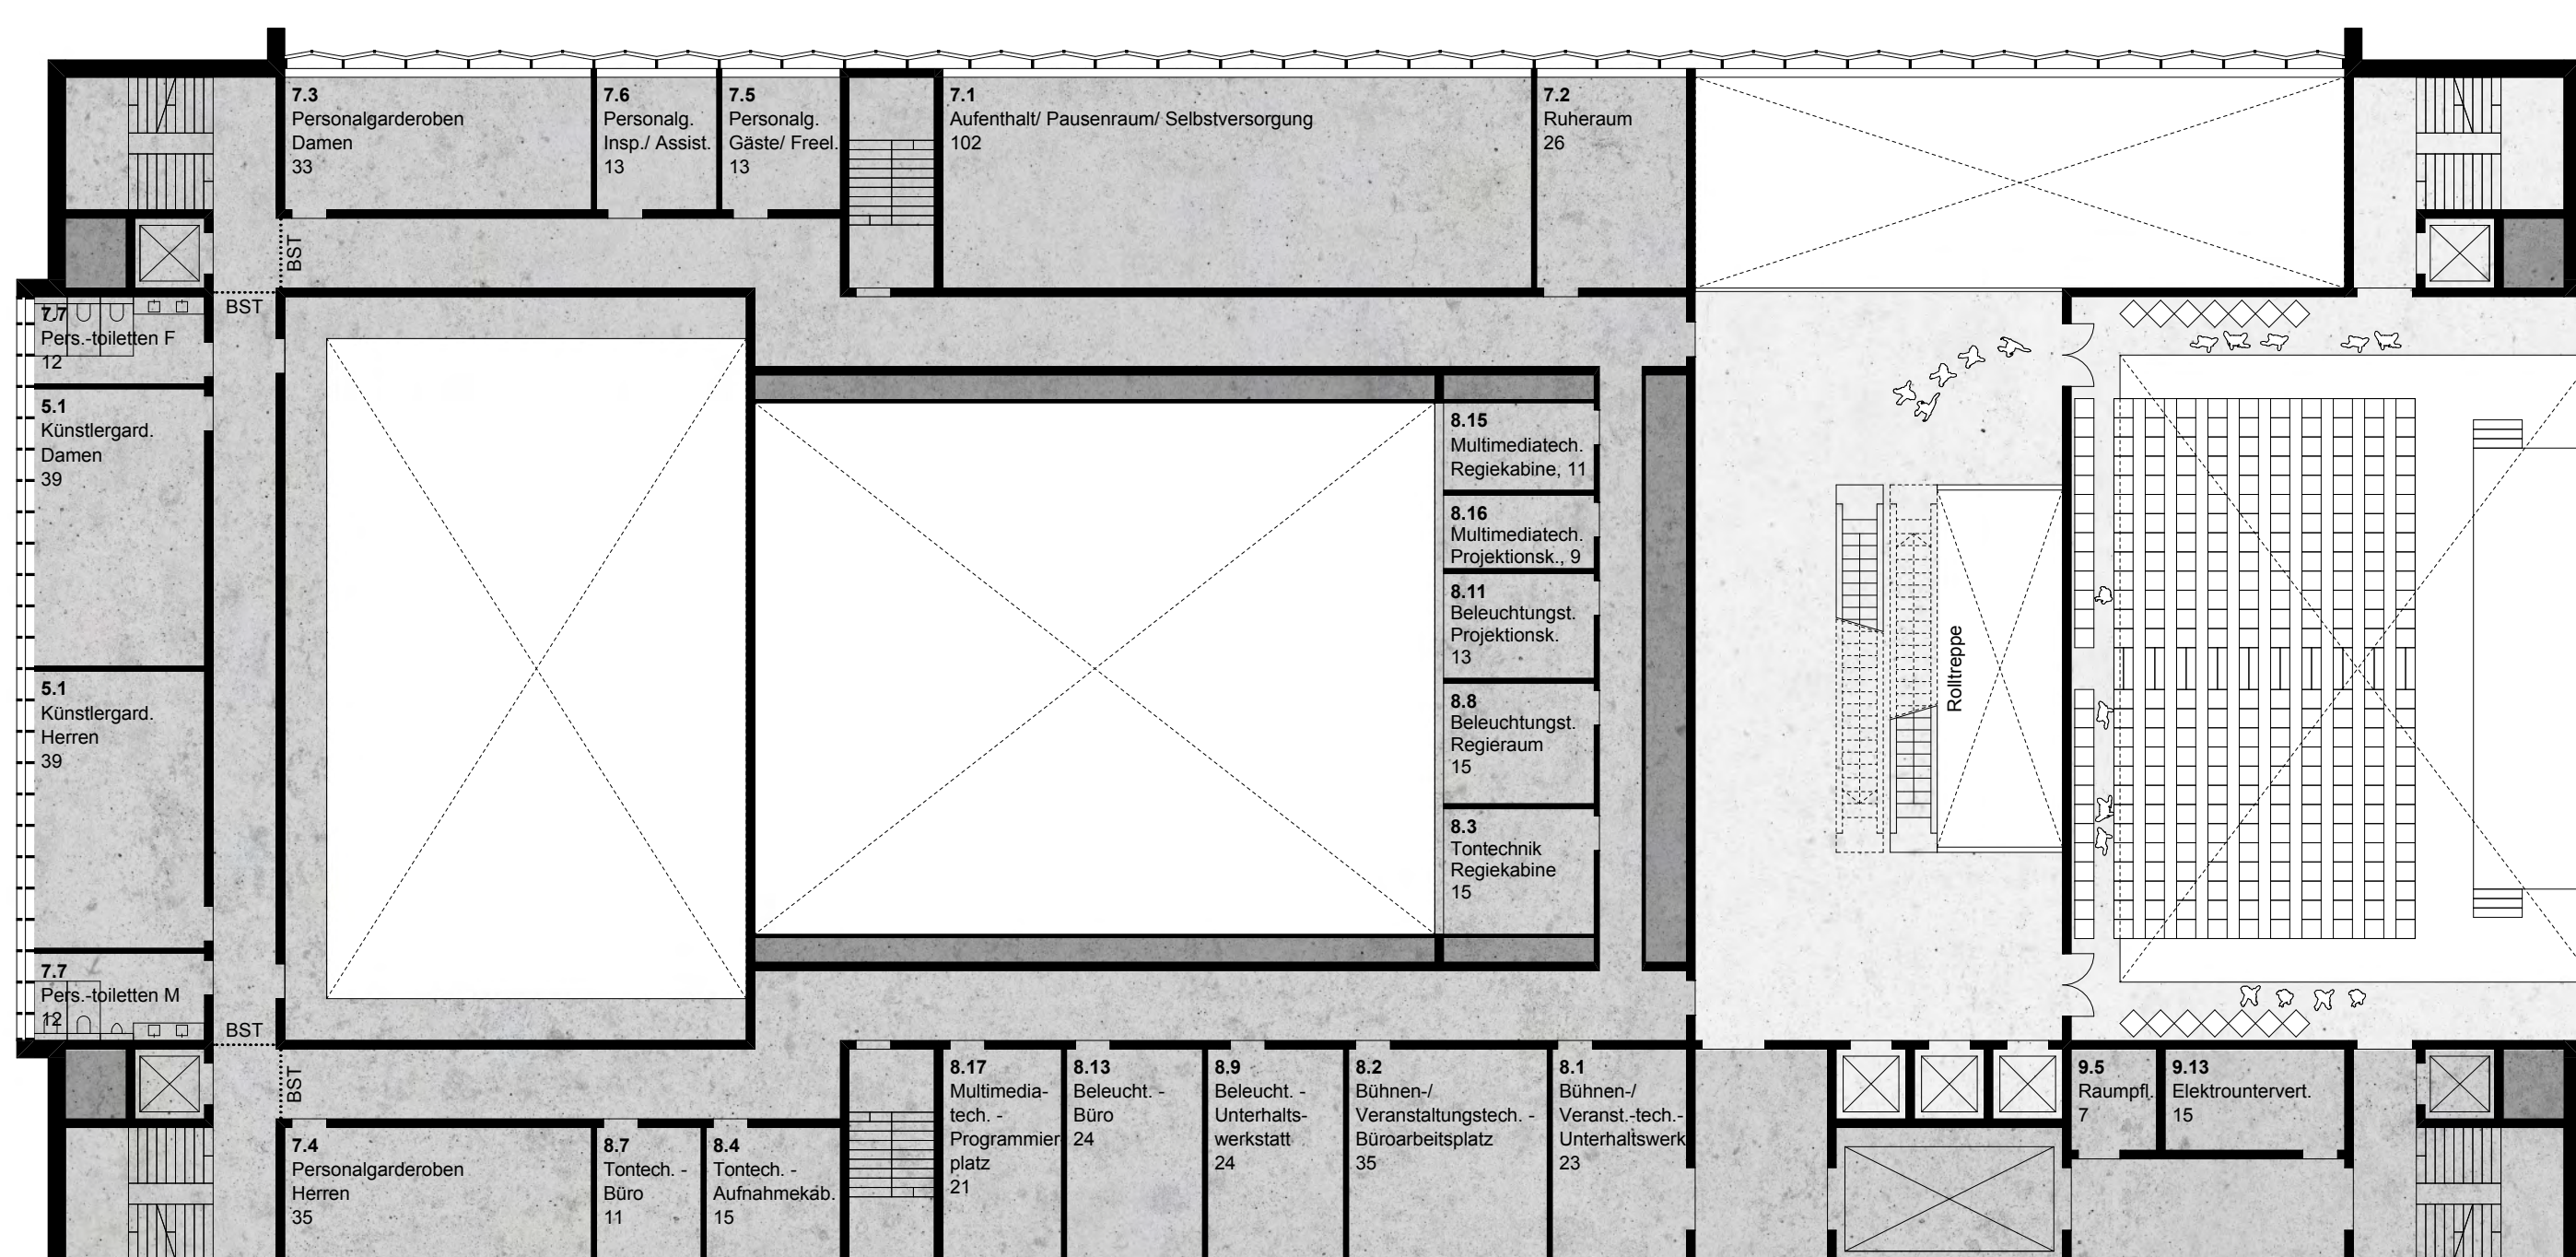 7.3
Personalgarderoben
Damen
33
7.6
Personalg.
Insp./ Assist.
13
7.5
Personalg.
Gäste/ Freel.
13
7.1
Aufenthalt/ Pausenraum/ Selbstversorgung
102
7.2
Ruheraum
26
BST
BST
7.7
Pers.-toiletten F
12
5.1
Künstlergard.
Damen
39
5.1
Künstlergard.
Herren
39
7.7
Pers.-toiletten M
12
BST
BST
8.15
Multimediatech.
Regiekabine, 11
8.16
Multimediatech.
Projektionsk., 9
8.11
Beleuchtungst.
Projektionsk.
13
8.8
Beleuchtungst.
Regieraum
15
8.3
Tontechnik
Regiekabine
15
Rolltreppe
7.4
Personalgarderoben
Herren
35
8.7
Tontech. -
Büro
11
8.4
Tontech. -
Aufnahmekab.
15
8.17
Multimedia-
tech. -
Programmier
platz
21
8.13
Beleucht. -
Büro
24
8.9
Beleucht. -
Unterhalts-
werkstatt
24
8.2
Bühnen-/
Veranstaltungstech. -
Büroarbeitsplatz
35
8.1
Bühnen-/
Veranst.-tech.-
Unterhaltswerk
23
9.5
Raumpfl.
7
9.13
Elektrountervert.
15